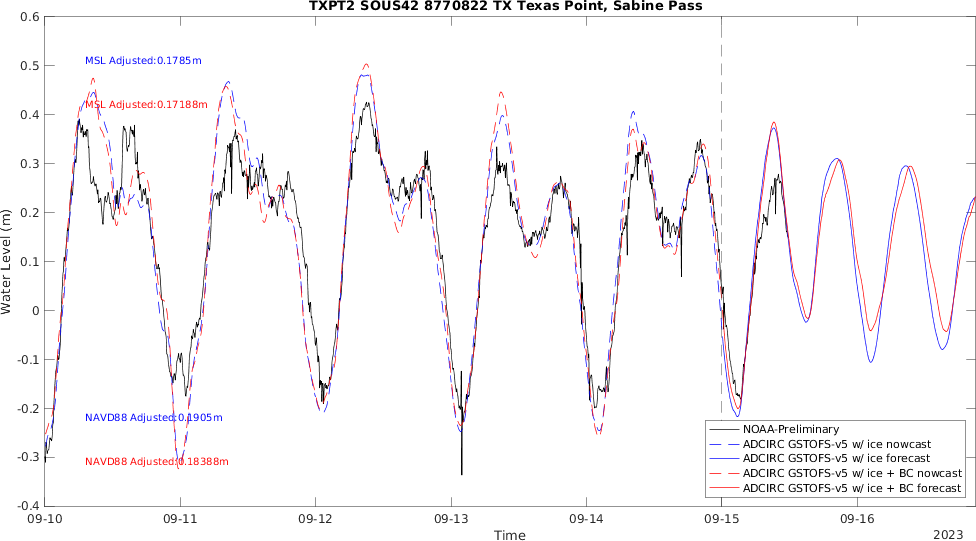 TXPT2 SOUS42 8770822 TX Texas Point, Sabine Pass
0.6
0.5
0.4
0.3
0.2
0.1
0
-0.1
-0.2
-0.3
-0.4
Water Level (m)
MSL Adjusted:0.1785m
MSL Adjusted:0.17188m
NAVD88 Adjusted:0.1905m
NAVD88 Adjusted:0.18388m
NOAA-Preliminary
ADCIRC GSTOFS-v5 w/ ice nowcast
ADCIRC GSTOFS-v5 w/ ice forecast
ADCIRC GSTOFS-v5 w/ ice + BC nowcast
ADCIRC GSTOFS-v5 w/ ice + BC forecast
09-10 09-11 09-12 09-13 09-14 09-15 09-16
Time
2023